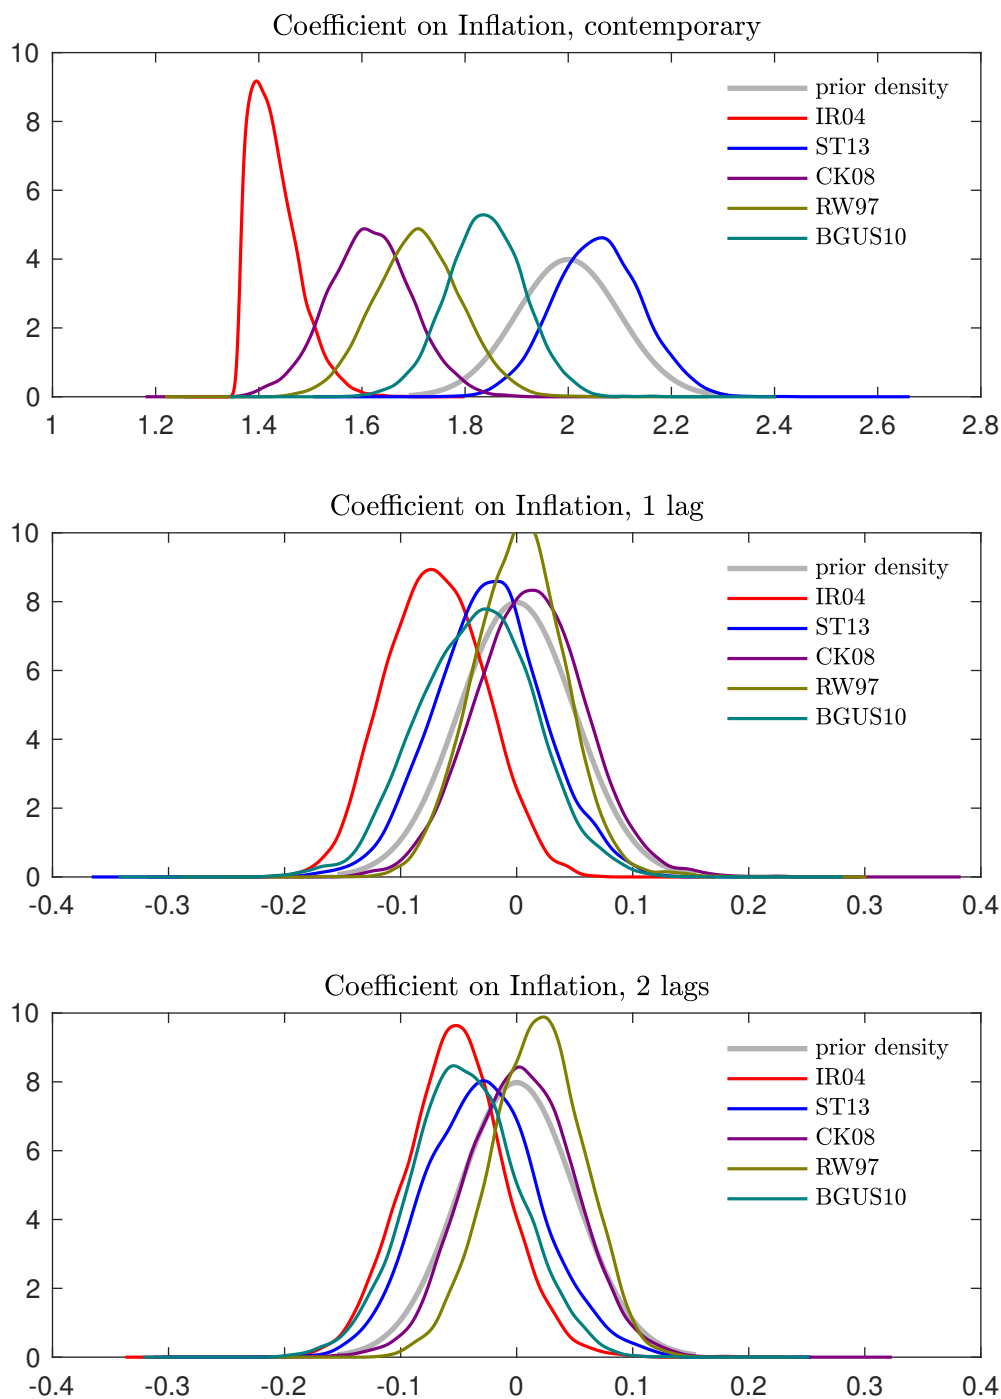 Coefficient on Inflation, contemporary
10
8
6
4
2
0
prior density
IR04
ST13
CK08
RW97
BGUS10
1 1.2 1.4 1.6 1.8 2 2.2 2.4 2.6 2.8
Coefficient on Inflation, 1 lag
10
8
6
4
2
0
prior density
IR04
ST13
CK08
RW97
BGUS10
-0.4 -0.3 -0.2 -0.1 0 0.1 0.2 0.3 0.4
Coefficient on Inflation, 2 lags
10
8
6
4
2
0
prior density
IR04
ST13
CK08
RW97
BGUS10
-0.4 -0.3 -0.2 -0.1 0 0.1 0.2 0.3 0.4